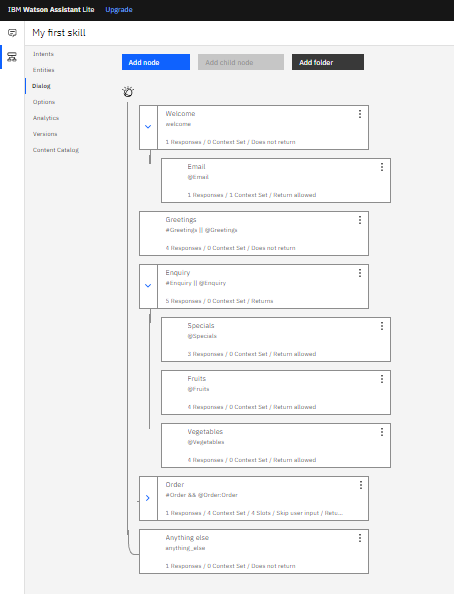 IBM Watson Assistant Lite Upgrade
My first skill
Intents
Entities
Dialog
Options
Analytics
Versions
Content Catalog
Add node Add child node Add folder
Welcome
welcome
1 Responses / 0 Context Set / Does not return
Email
@Email
1 Responses / 1 Context Set / Return allowed
Greetings
#Greetings || @Greetings
4 Responses / 0 Context Set / Does not return
Enquiry
#Enquiry || @Enquiry
5 Responses / 0 Context Set / Returns
Specials
@Specials
3 Responses / 0 Context Set / Return allowed
Fruits
@Fruits
4 Responses / 0 Context Set / Return allowed
Vegetables
@Vegetables
4 Responses / 0 Context Set / Return allowed
Order
#Order && @Order:Order
1 Responses / 4 Context Set / 4 Slots / Skip user input / Retu...
Anything else
anything_else
1 Responses / 0 Context Set / Does not return